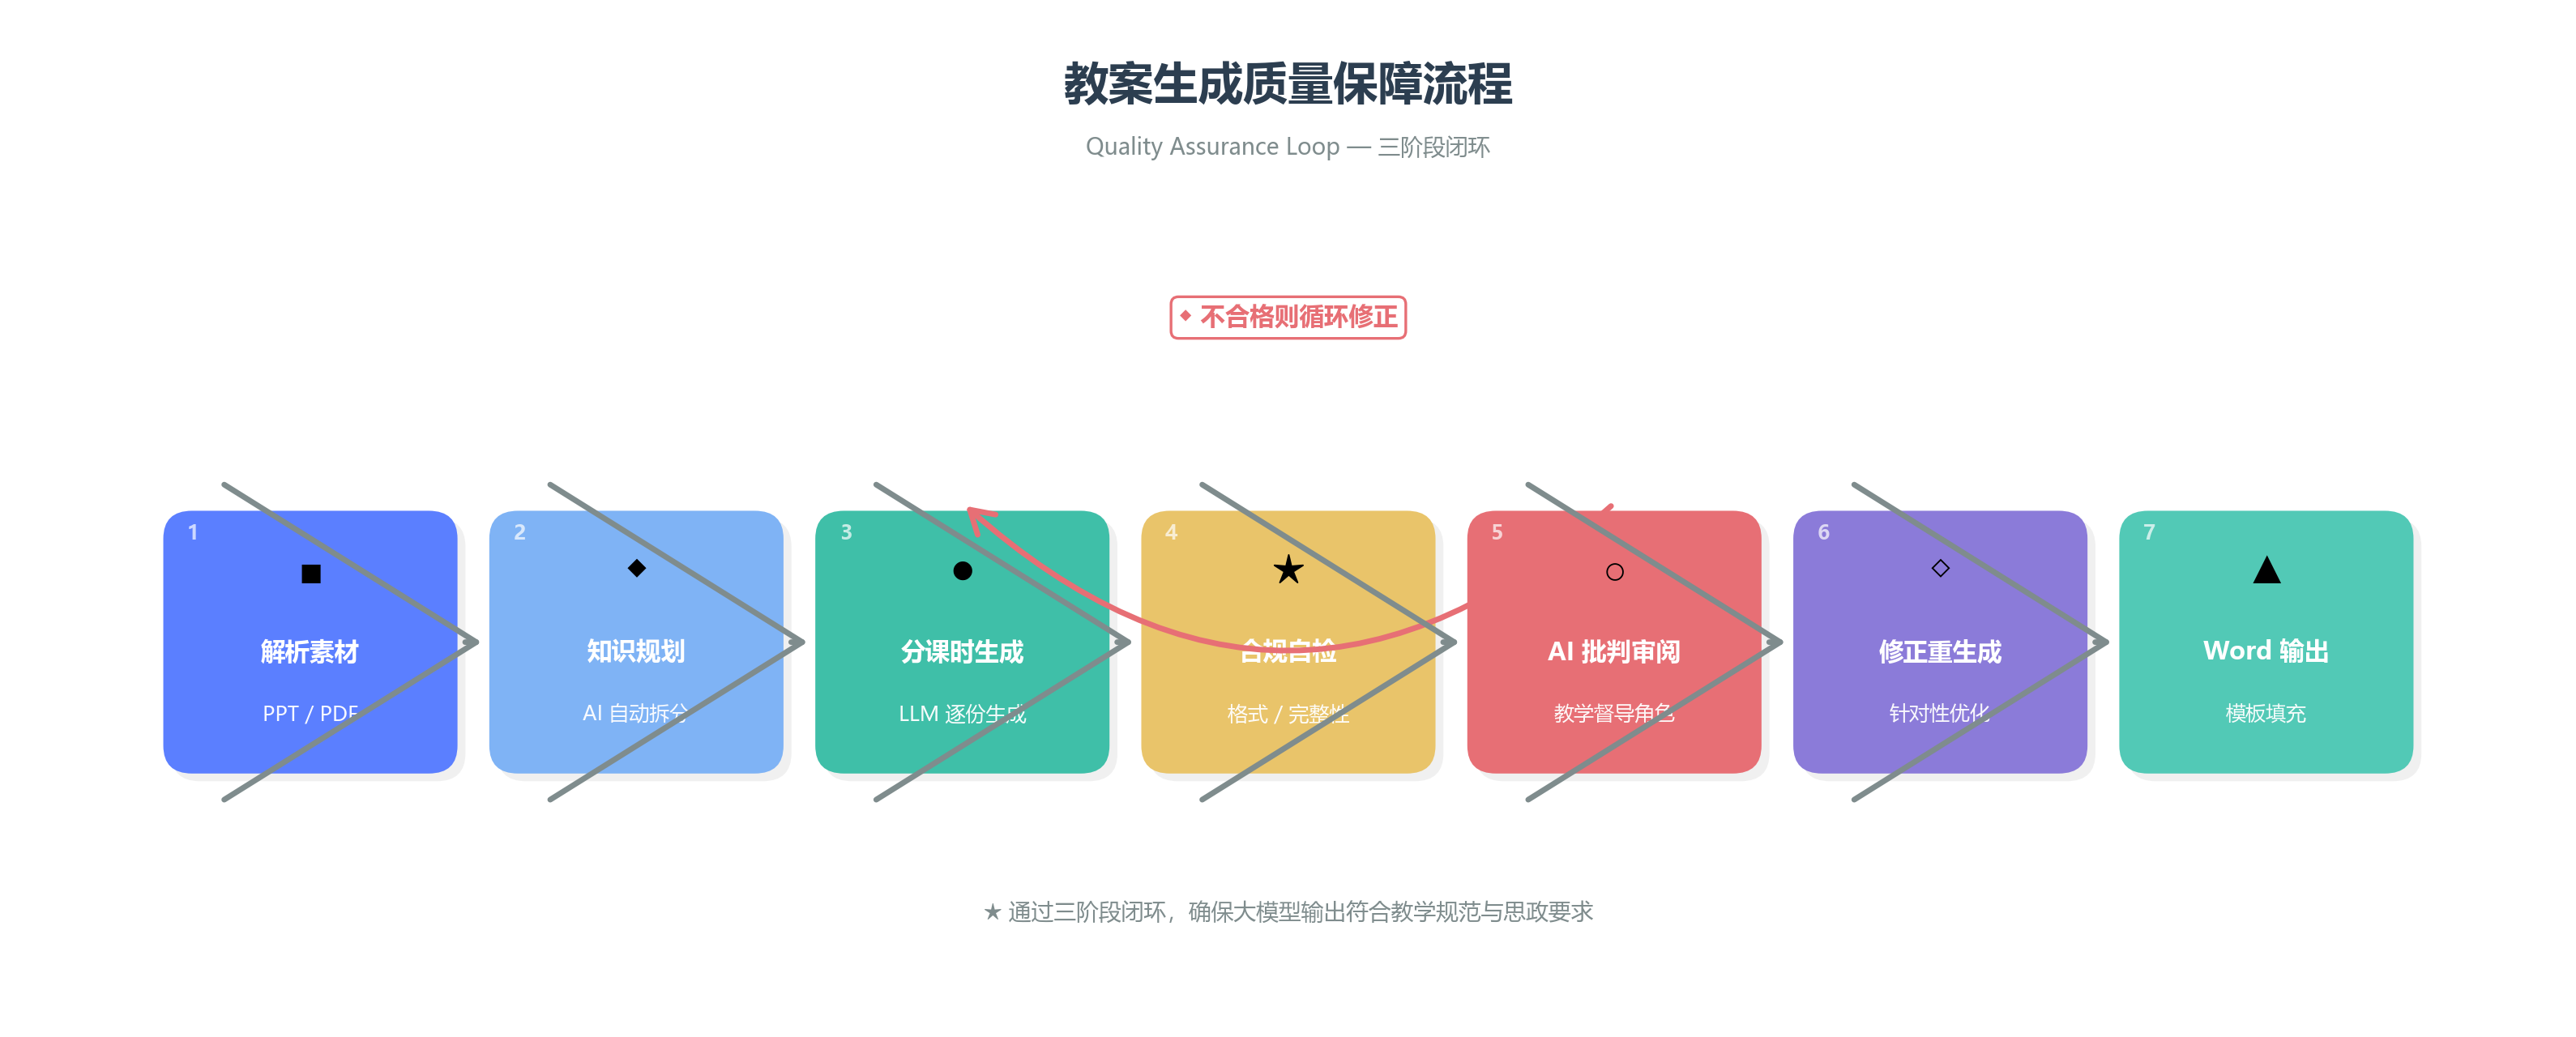 教案生成质量保障流程
Quality Assurance Loop — 三阶段闭环
◆ 不合格则循环修正
1
解析素材
PPT / PDF
2
知识规划
AI 自动拆分
3
分课时生成
LLM 逐份生成
4
合规自检
格式 / 完整性
5
AI 批判审阅
教学督导角色
6
修正重生成
针对性优化
7
Word 输出
模板填充
★ 通过三阶段闭环，确保大模型输出符合教学规范与思政要求